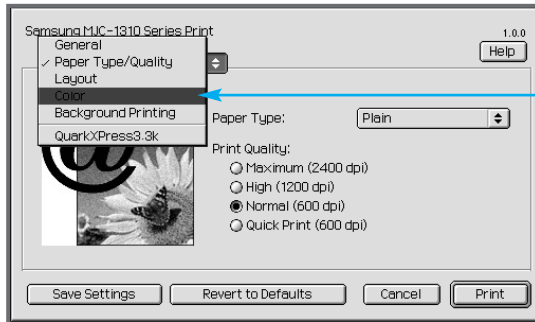 Samsung MJC-1310 Series Print
1.0.0
Help
General
✓ Paper Type/Quality
Layout
Color
Background Printing
QuarkXPress3.3k
@
Paper Type:
Plain
Print Quality:
Maximum (2400 dpi)
High (1200 dpi)
Normal (600 dpi)
Quick Print (600 dpi)
Save Settings
Revert to Defaults
Cancel
Print